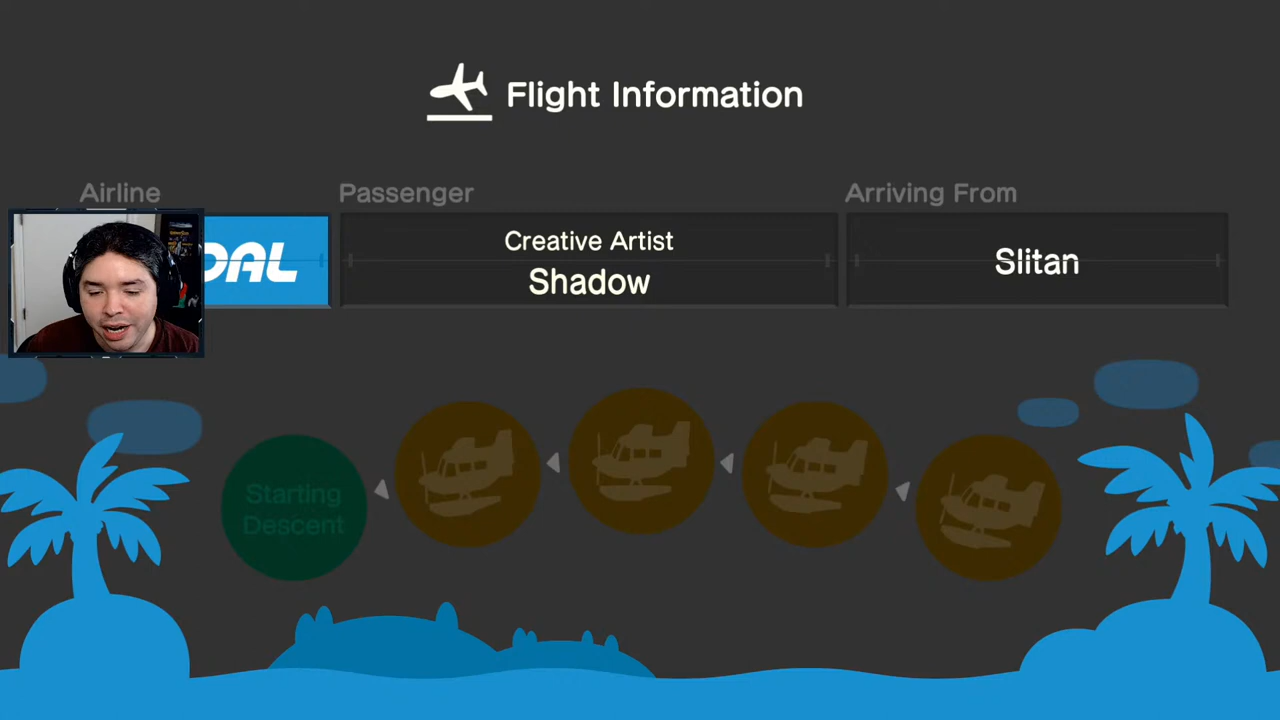 Flight Information
Airline
Passenger
Arriving From
DAL
Creative Artist
Shadow
Slitan
Starting
Descent